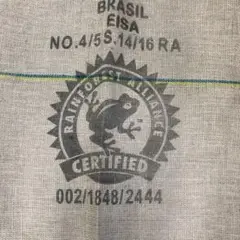 BRASIL
EISA
NO.4/5 S.14/16 RA
RAINFOREST ALLIANCE
CERTIFIED
002/1848/2444